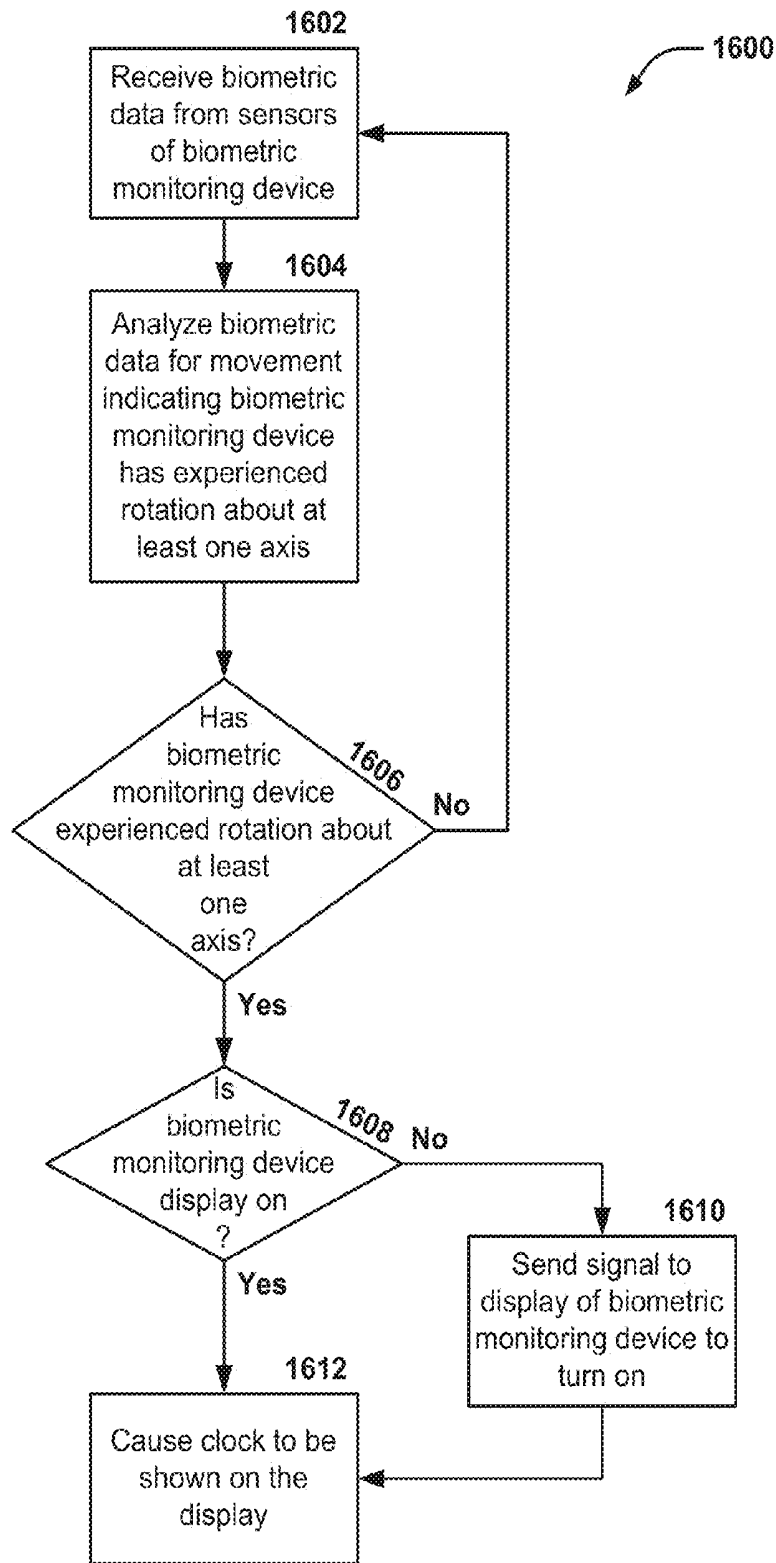 1602
1600
Receive biometric
data from sensors
of biometric
monitoring device
1604
Analyze biometric
data for movement
indicating biometric
monitoring device
has experienced
rotation about at
least one axis
Has
biometric
monitoring device
experienced rotation about
at least
one
axis?
1606
No
Yes
Is
biometric
monitoring device
display on
?
1608
No
Yes
1610
Send signal to
display of biometric
monitoring device to
turn on
1612
Cause clock to be
shown on the
display